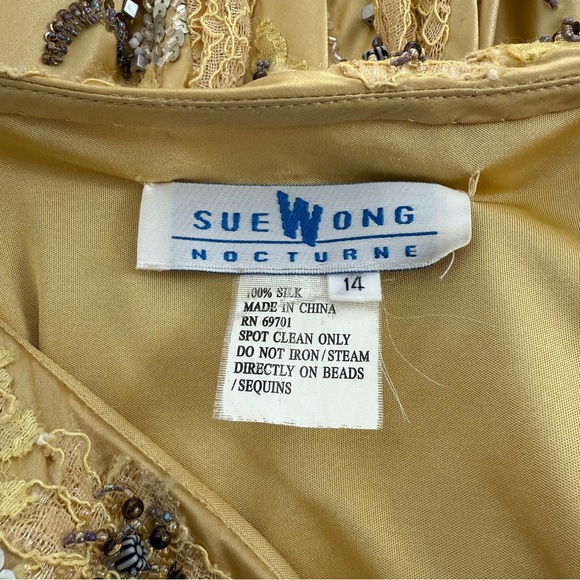 SUE WONG
NOCTURNE
14
100% SILK
MADE IN CHINA
RN 69701
SPOT CLEAN ONLY
DO NOT IRON/STEAM
DIRECTLY ON BEADS
/SEQUINS